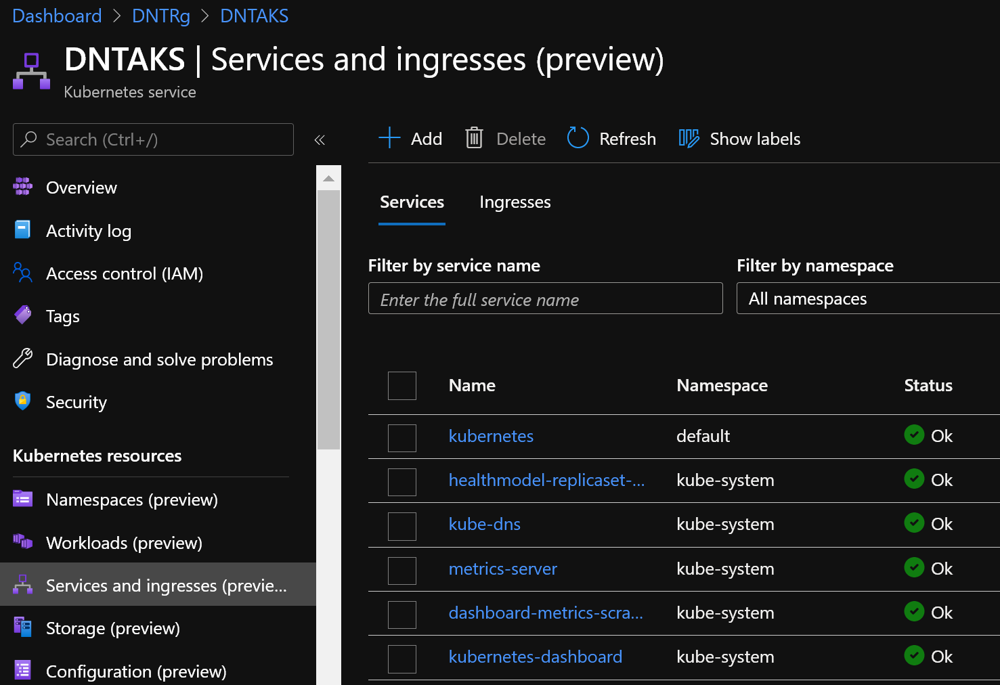 Dashboard > DNTRg > DNTAKS
DNTAKS | Services and ingresses (preview)
Kubernetes service
Search (Ctrl+/)
«
Overview
Activity log
Access control (IAM)
Tags
Diagnose and solve problems
Security
Kubernetes resources
Namespaces (preview)
Workloads (preview)
Services and ingresses (previe...
Storage (preview)
Configuration (preview)
Add Delete Refresh Show labels
Services Ingresses
Filter by service name Filter by namespace
Enter the full service name All namespaces
Name Namespace Status
kubernetes default Ok
healthmodel-replicaset-... kube-system Ok
kube-dns kube-system Ok
metrics-server kube-system Ok
dashboard-metrics-scra... kube-system Ok
kubernetes-dashboard kube-system Ok